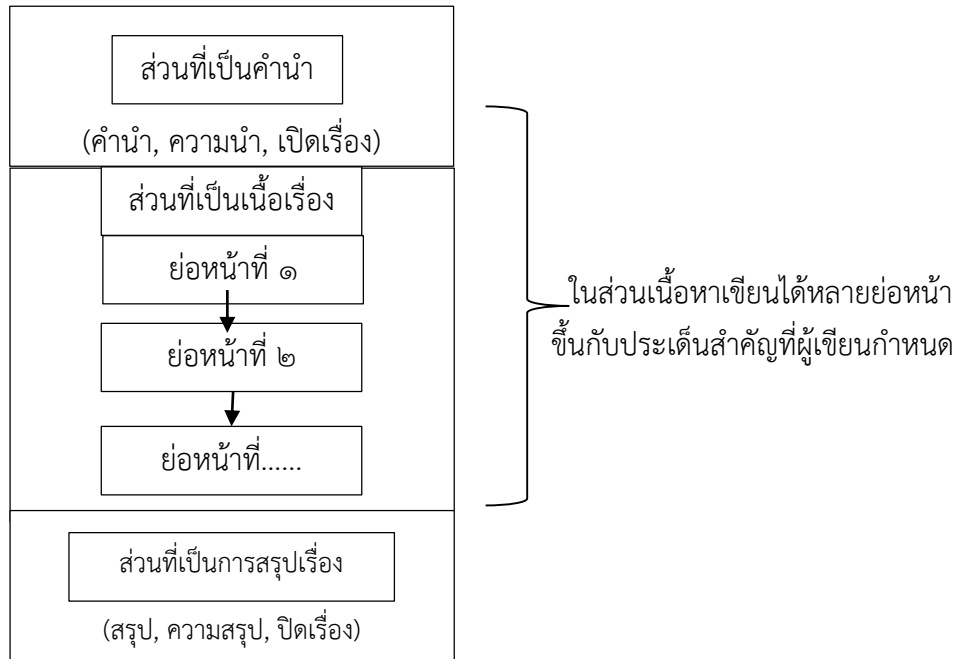 ส่วนที่เป็นคำนำ
(คำนำ, ความนำ, เปิดเรื่อง)
ส่วนที่เป็นเนื้อเรื่อง
ย่อหน้าที่ ๑
ย่อหน้าที่ ๒
ย่อหน้าที่......
ในส่วนเนื้อหาเขียนได้หลายย่อหน้า
ขึ้นกับประเด็นสำคัญที่ผู้เขียนกำหนด
ส่วนที่เป็นการสรุปเรื่อง
(สรุป, ความสรุป, ปิดเรื่อง)